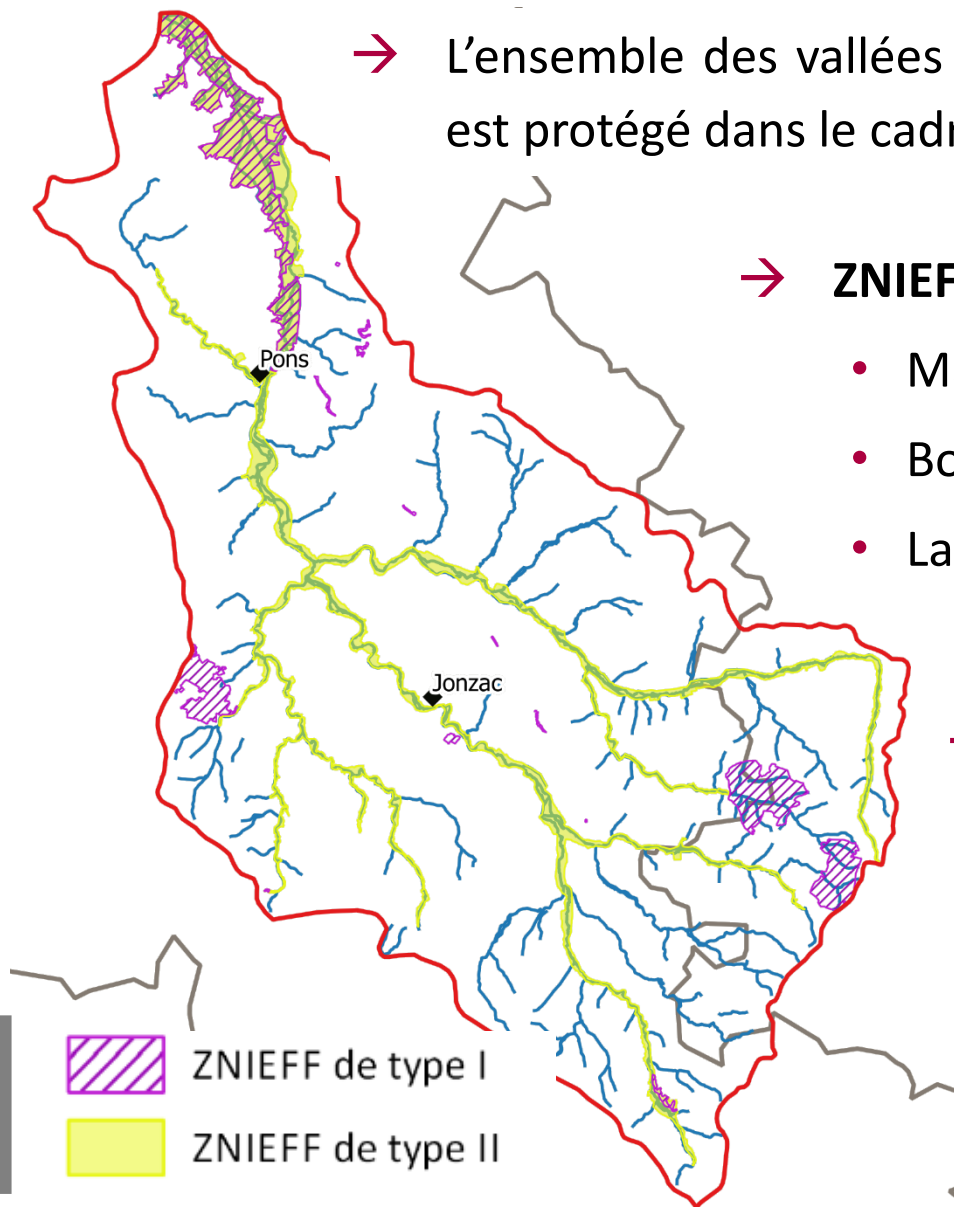 → L’ensemble des vallées
est protégé dans le cadr
→ ZNIEF
• M
• Bo
• La
Pons
Jonzac
ZNIEFF de type I
ZNIEFF de type II